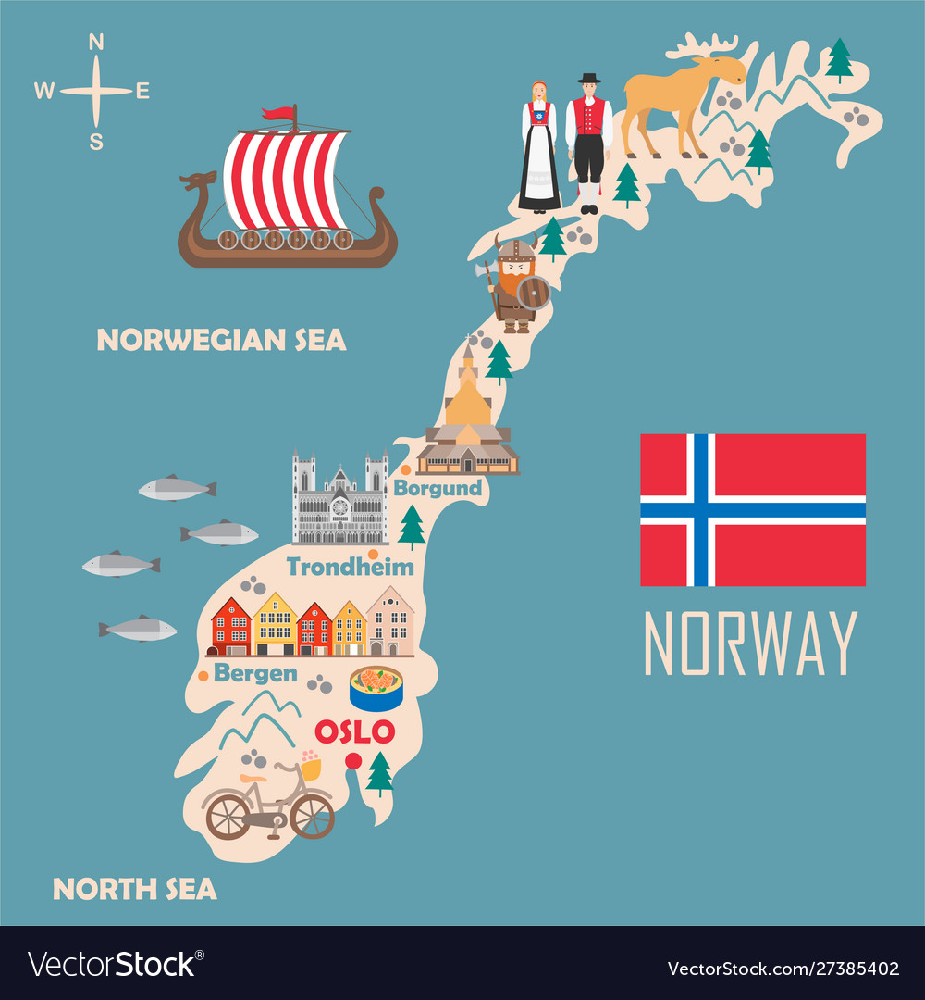 N
W E
S
NORWEGIAN SEA
Borgund
Trondheim
NORWAY
Bergen
OSLO
NORTH SEA
VectorStock®
VectorStock.com/27385402